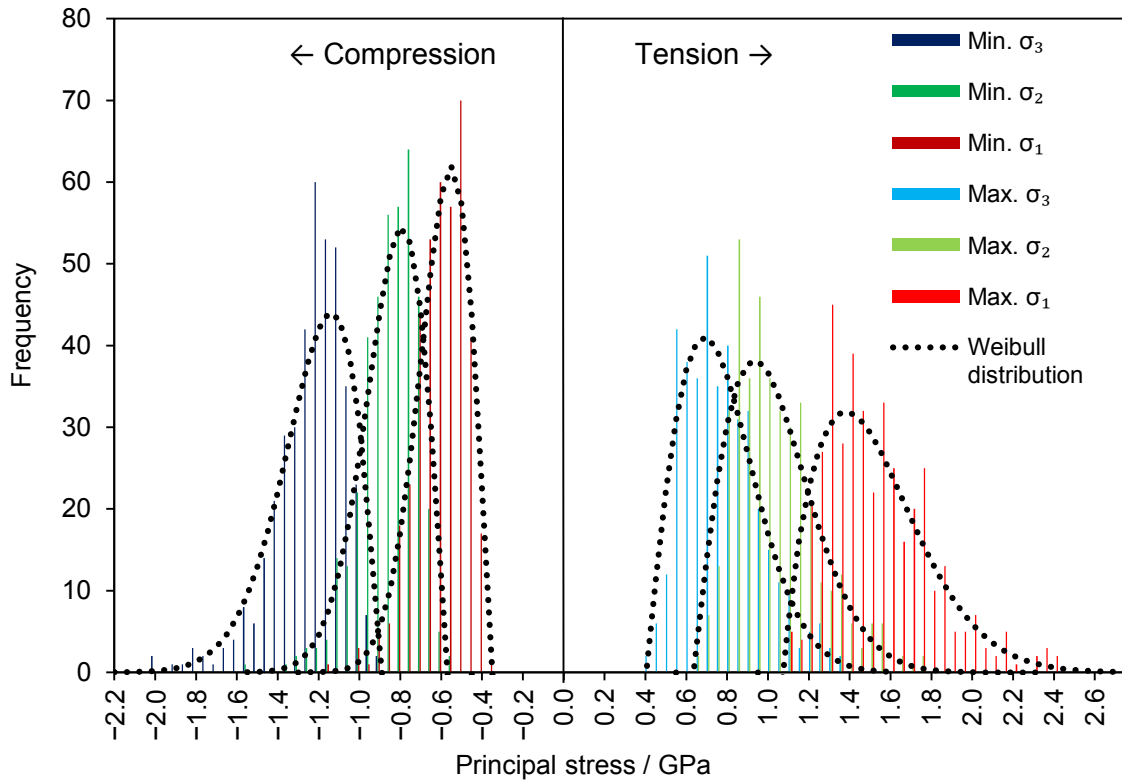 80
70
60
50
40
30
20
10
0
Frequency
← Compression
Tension →
Min. σ₃
Min. σ₂
Min. σ₁
Max. σ₃
Max. σ₂
Max. σ₁
Weibull
distribution
−2.2
−2.0
−1.8
−1.6
−1.4
−1.2
−1.0
−0.8
−0.6
−0.4
−0.2
0.0
0.2
0.4
0.6
0.8
1.0
1.2
1.4
1.6
1.8
2.0
2.2
2.4
2.6
Principal stress / GPa